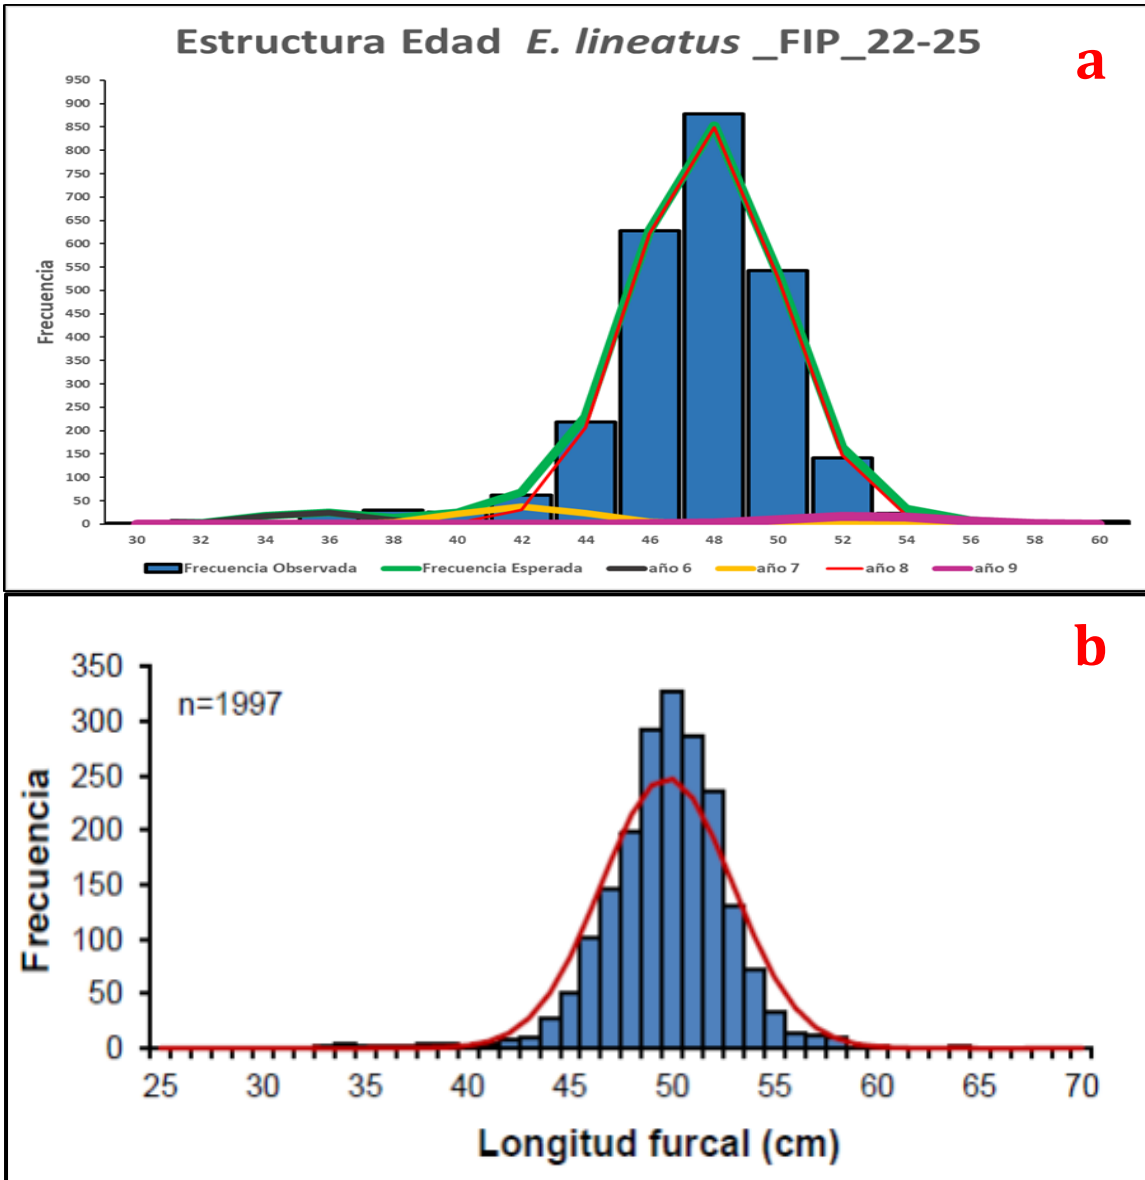 Estructura Edad E. lineatus _FIP_22-25
a
950
900
850
800
750
700
650
600
550
500
450
400
350
300
250
200
150
100
50
0
Frecuencia
30 32 34 36 38 40 42 44 46 48 50 52 54 56 58 60
Frecuencia Observada Frecuencia Esperada año 6 año 7 año 8 año 9
b
350
300
250
200
150
100
50
0
n=1997
Frecuencia
25 30 35 40 45 50 55 60 65 70
Longitud furcal (cm)